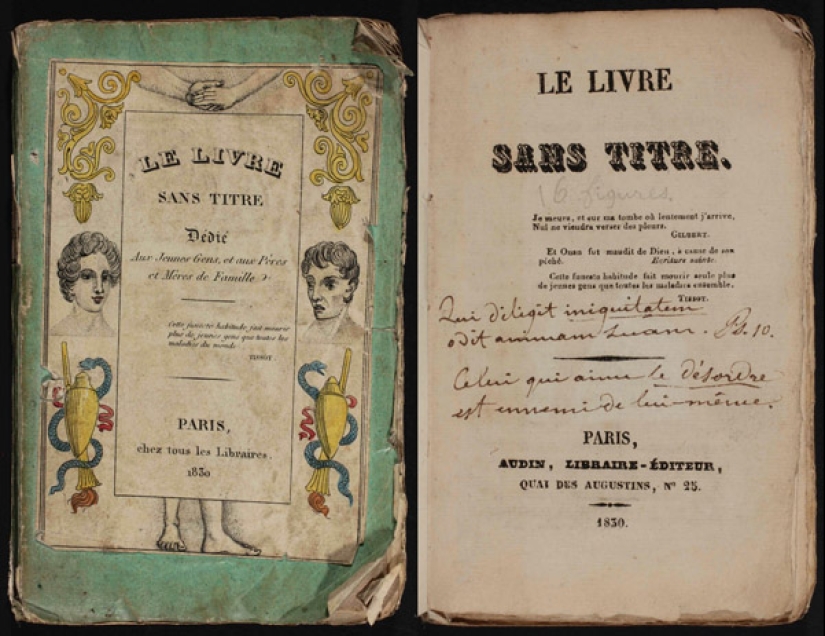 LE LIVRE
SANS TITRE
Dédié
Aux Jeunes Gens, et aux Pères
et Mères de Famille
Cette funeste habitude fait mourir
plus de jeunes gens que toutes les
maladies du monde
TISSOT.
PARIS,
chez tous les Libraires.
1830
LE LIVRE
SANS TITRE.
16 figures.
Je meurs, et sur ma tombe où lentement j'arrive,
Nul ne viendra verser des pleurs.
GILBERT.
Et Onan fut maudit de Dieu, à cause de son
péché. Ecriture sainte.
Cette funeste habitude fait mourir seule plus
de jeunes gens que toutes les maladies ensemble.
TISSOT.
Qui diligit iniquitatem
odit animam suam. Ps. 10.
Celui qui aime le désordre
est ennemi de lui-même.
PARIS,
AUDIN, LIBRAIRE-ÉDITEUR,
QUAI DES AUGUSTINS, N° 25.
1830.